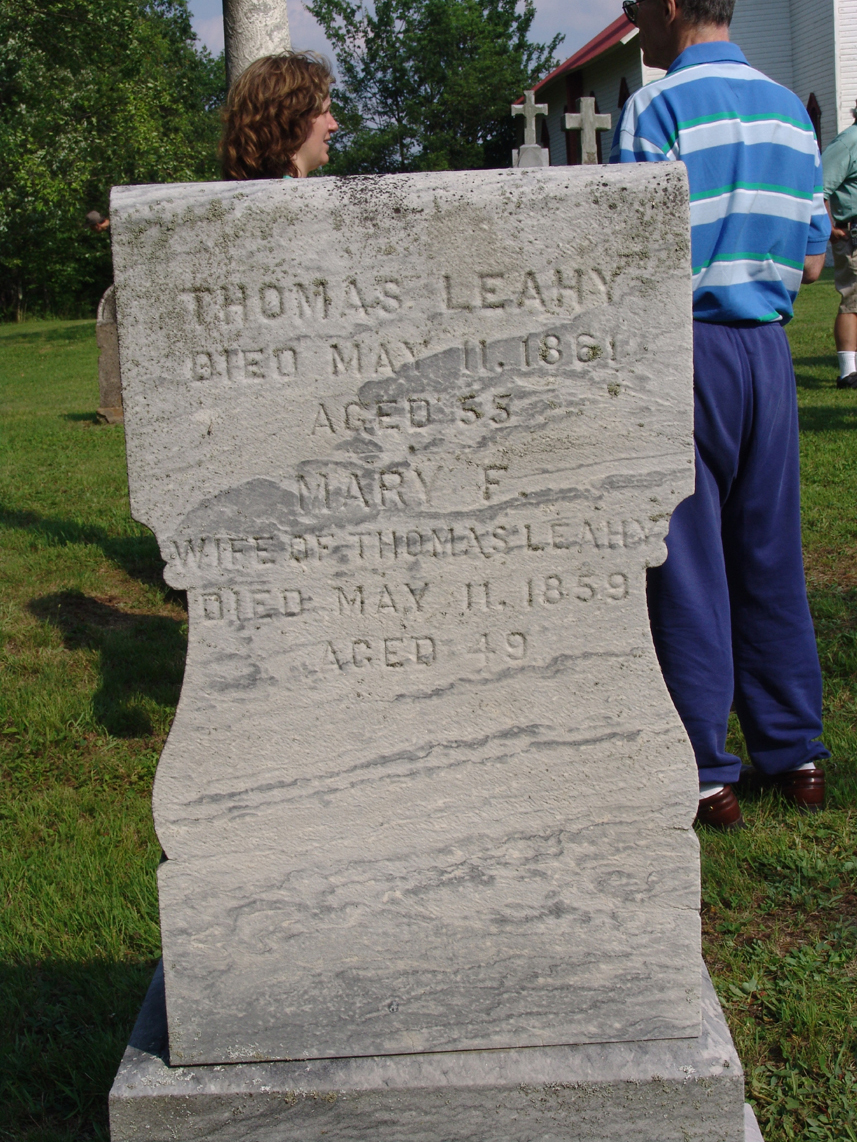 THOMAS LEAHY
DIED MAY 11. 1861
AGED 55
MARY F.
WIFE OF THOMAS LEAHY
DIED MAY 11. 1859
AGED 49